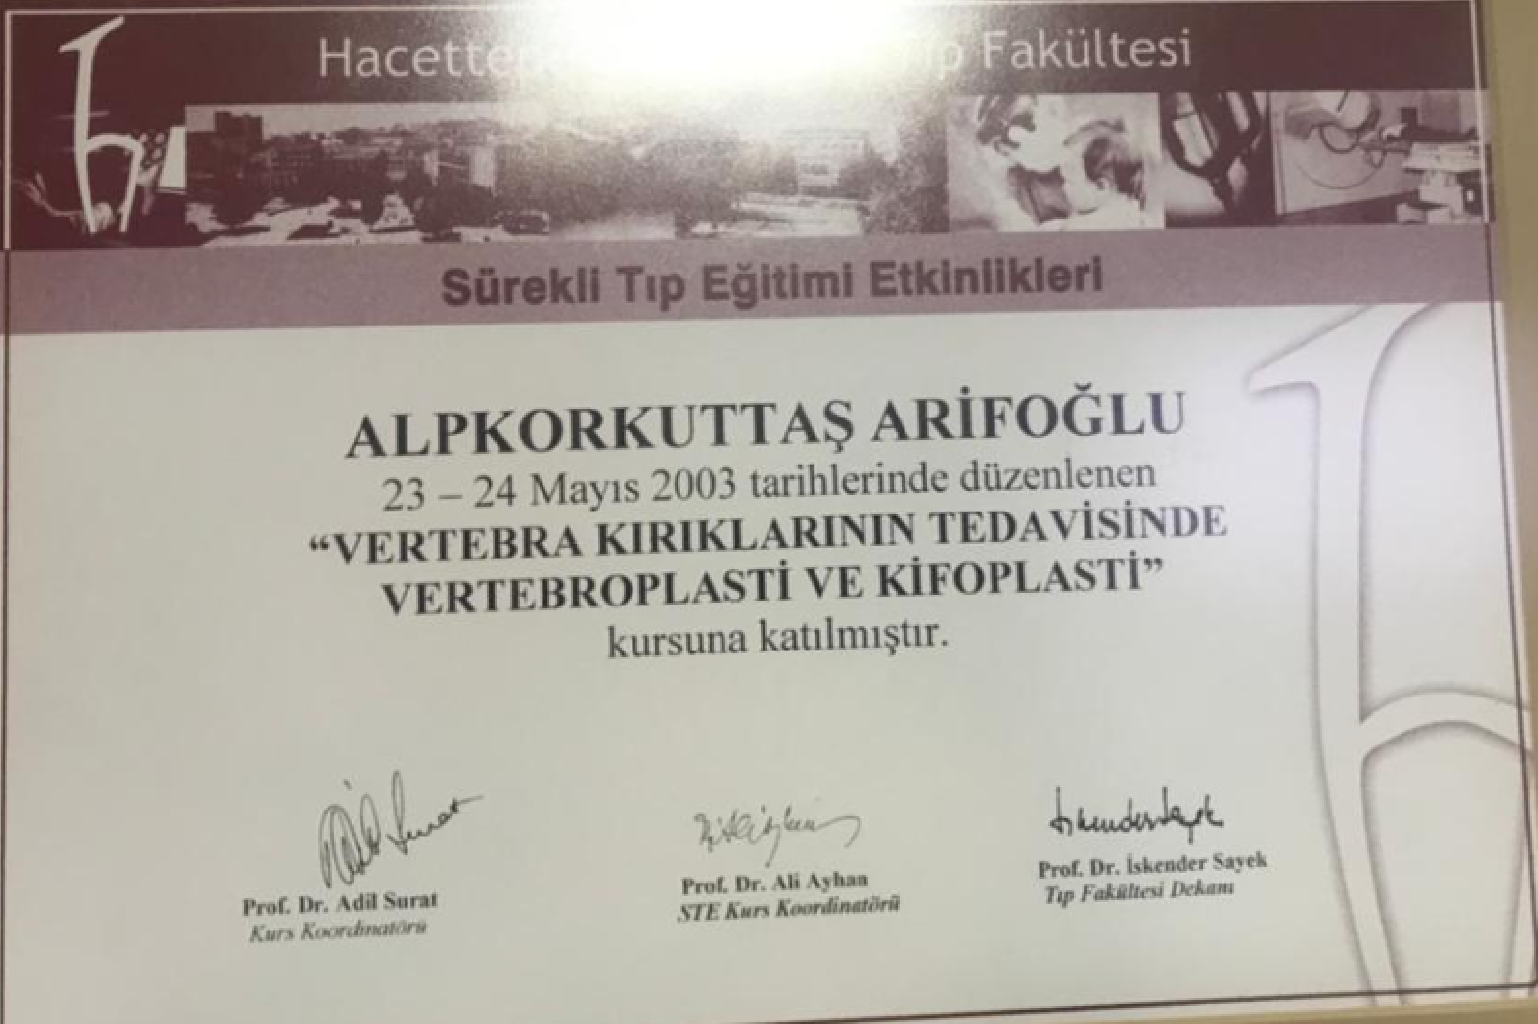 Hacettepe Tıp Fakültesi
Sürekli Tıp Eğitimi Etkinlikleri
ALPKORKUTTAŞ ARİFOĞLU
23 – 24 Mayıs 2003 tarihlerinde düzenlenen
“VERTEBRA KIRIKLARININ TEDAVİSİNDE
VERTEBROPLASTİ VE KİFOPLASTİ”
kursuna katılmıştır.
Prof. Dr. Adil Surat
Kurs Koordinatörü
Prof. Dr. Ali Ayhan
STE Kurs Koordinatörü
Prof. Dr. İskender Sayek
Tıp Fakültesi Dekanı